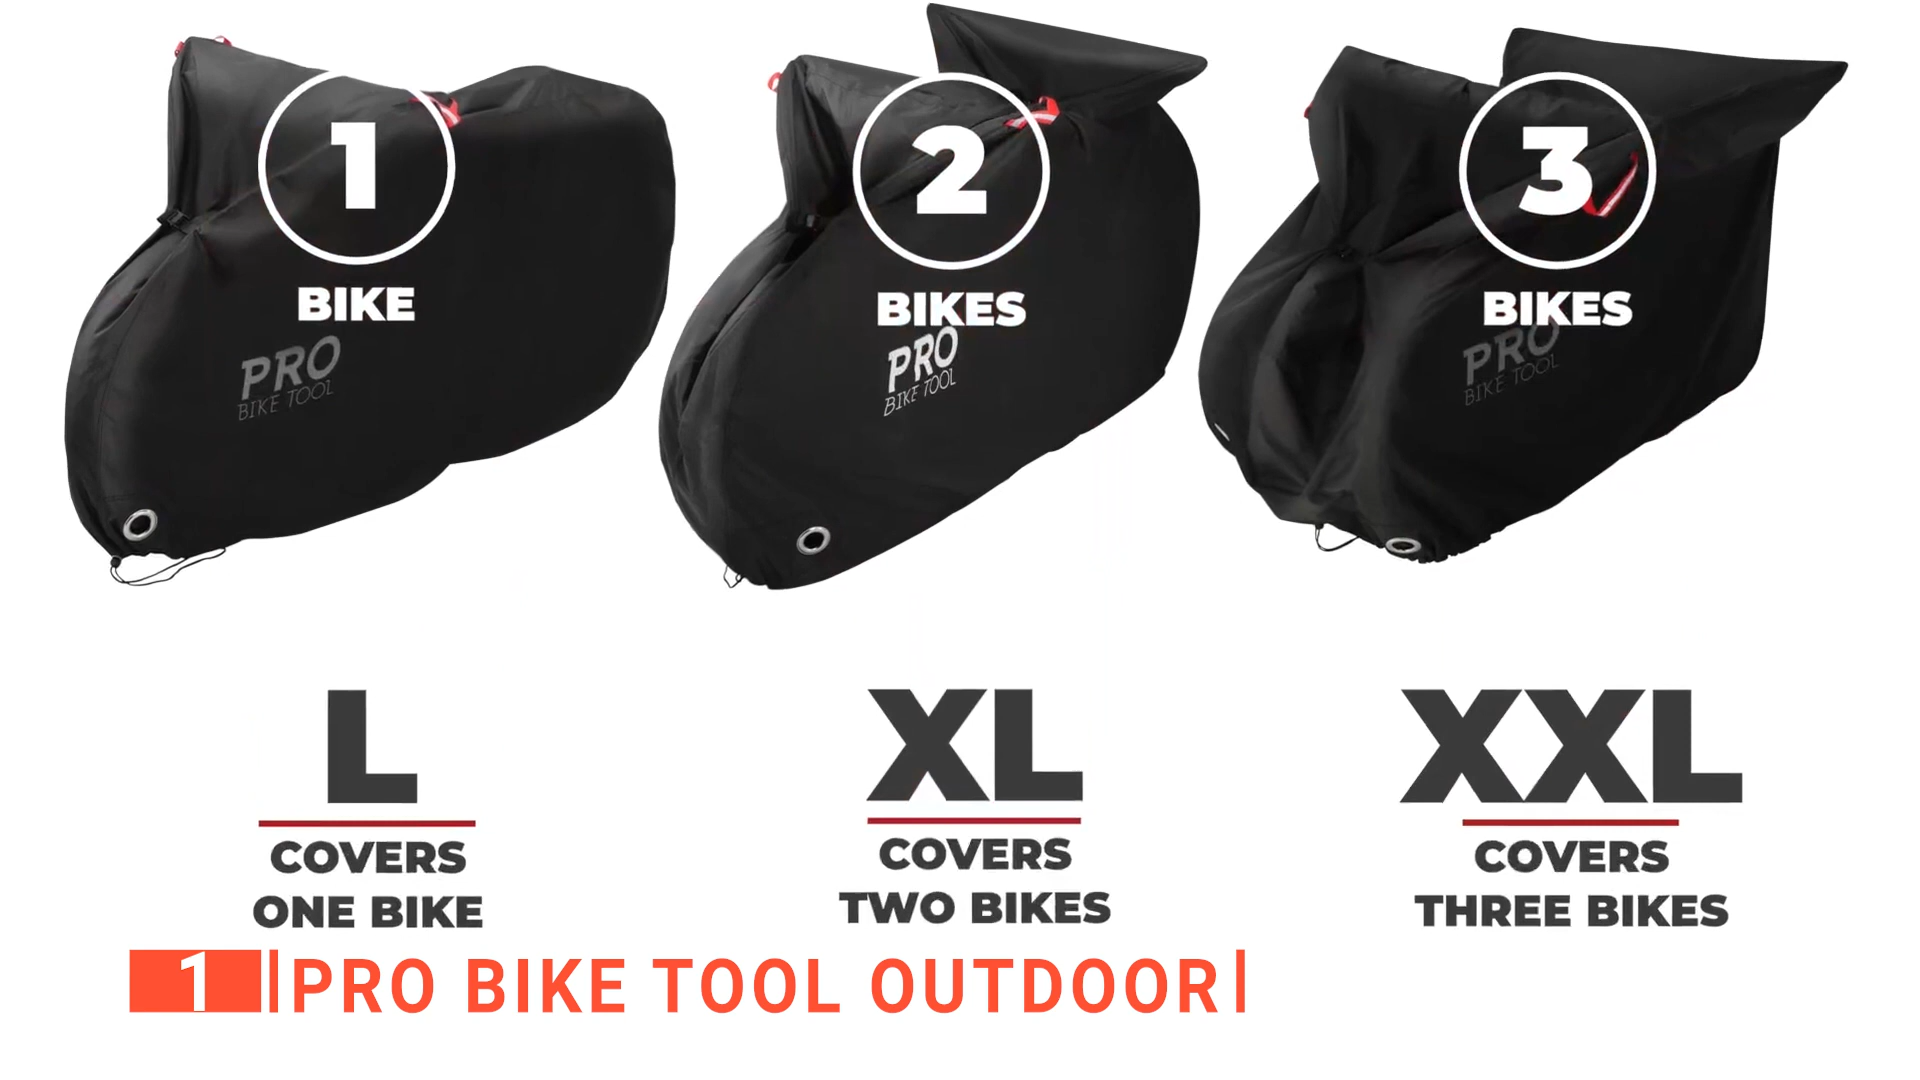 1
BIKE
PRO
BIKE TOOL
2
BIKES
PRO
BIKE TOOL
3
BIKES
PRO
BIKE TOOL
L
COVERS
ONE BIKE
XL
COVERS
TWO BIKES
XXL
COVERS
THREE BIKES
1 PRO BIKE TOOL OUTDOOR